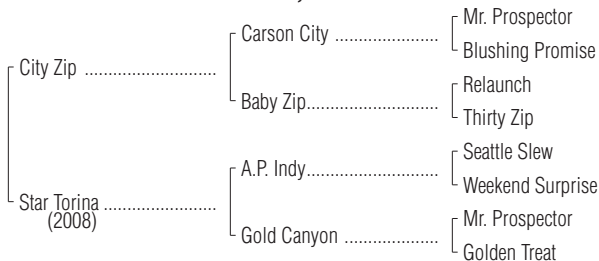 Mr. Prospector
Carson City ....................
Blushing Promise
City Zip .........................
Relaunch
Baby Zip.........................
Thirty Zip
Seattle Slew
A.P. Indy.........................
Weekend Surprise
Star Torina .....................
(2008)
Mr. Prospector
Gold Canyon ..................
Golden Treat